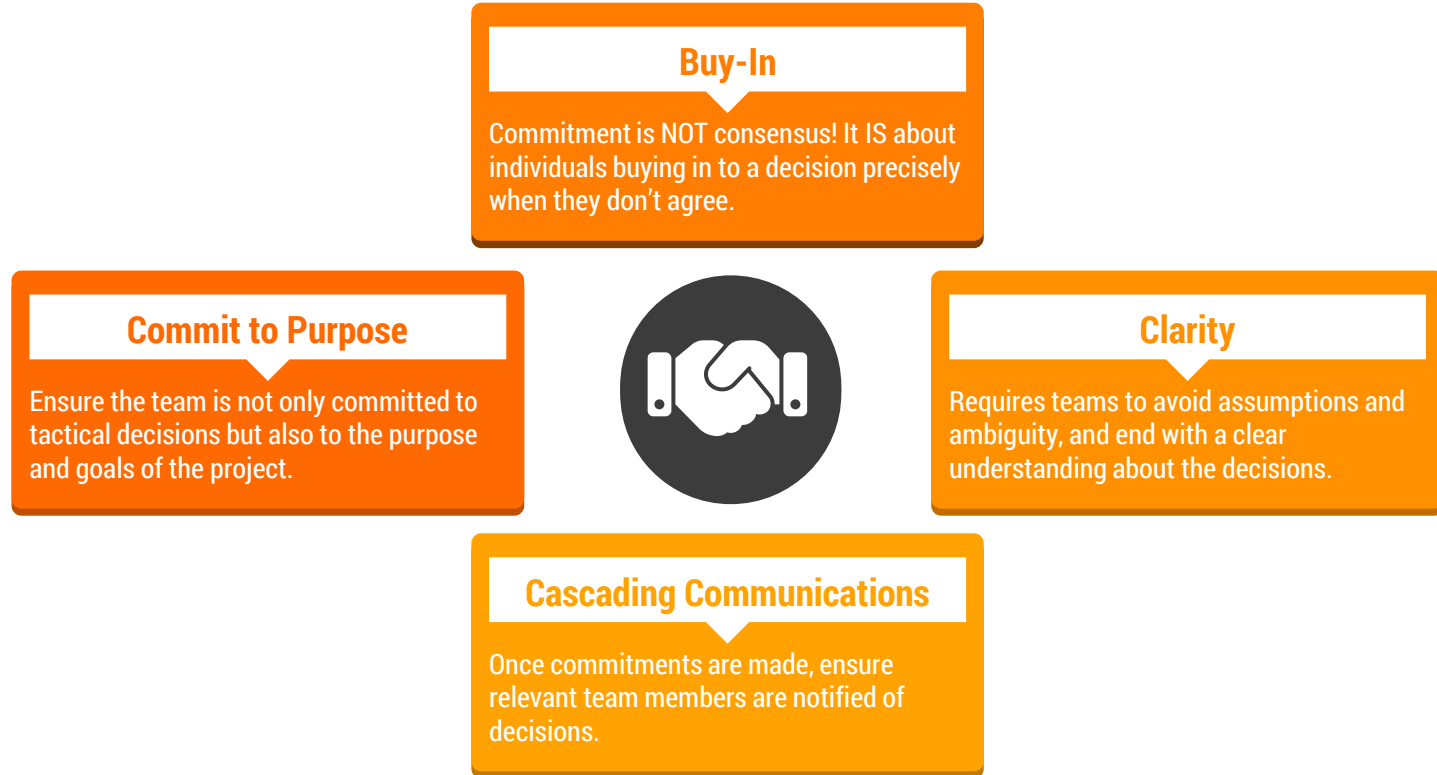 Buy-In
Commitment is NOT consensus! It IS about
individuals buying in to a decision precisely
when they don’t agree.
Commit to Purpose
Ensure the team is not only committed to
tactical decisions but also to the purpose
and goals of the project.
Clarity
Requires teams to avoid assumptions and
ambiguity, and end with a clear
understanding about the decisions.
Cascading Communications
Once commitments are made, ensure
relevant team members are notified of
decisions.